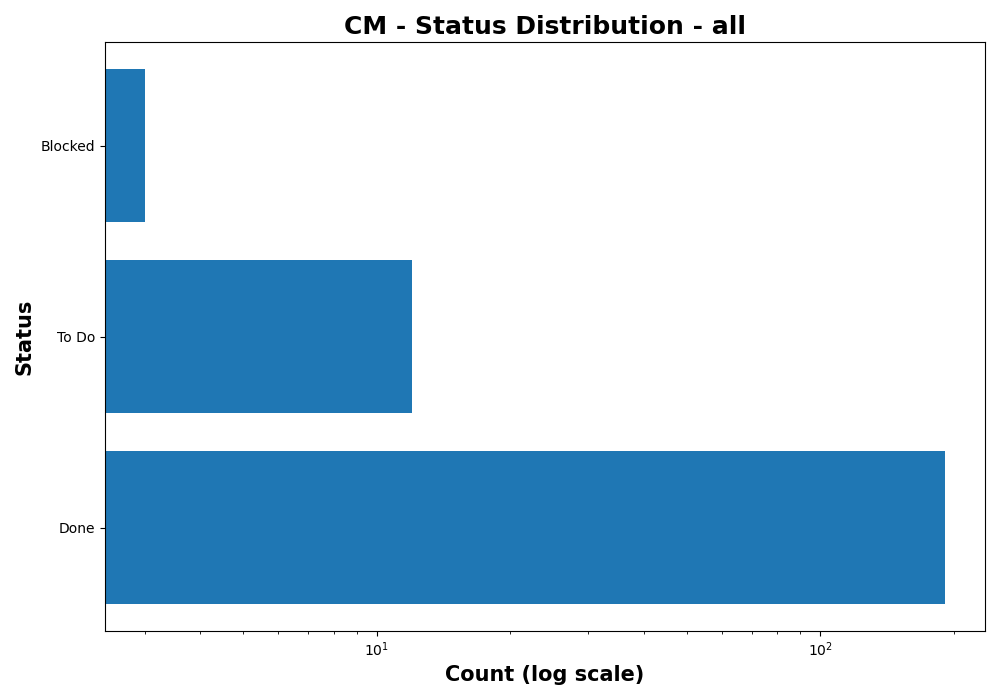 CM - Status Distribution - all
Blocked
To Do
Done
Status
10¹
10²
Count (log scale)